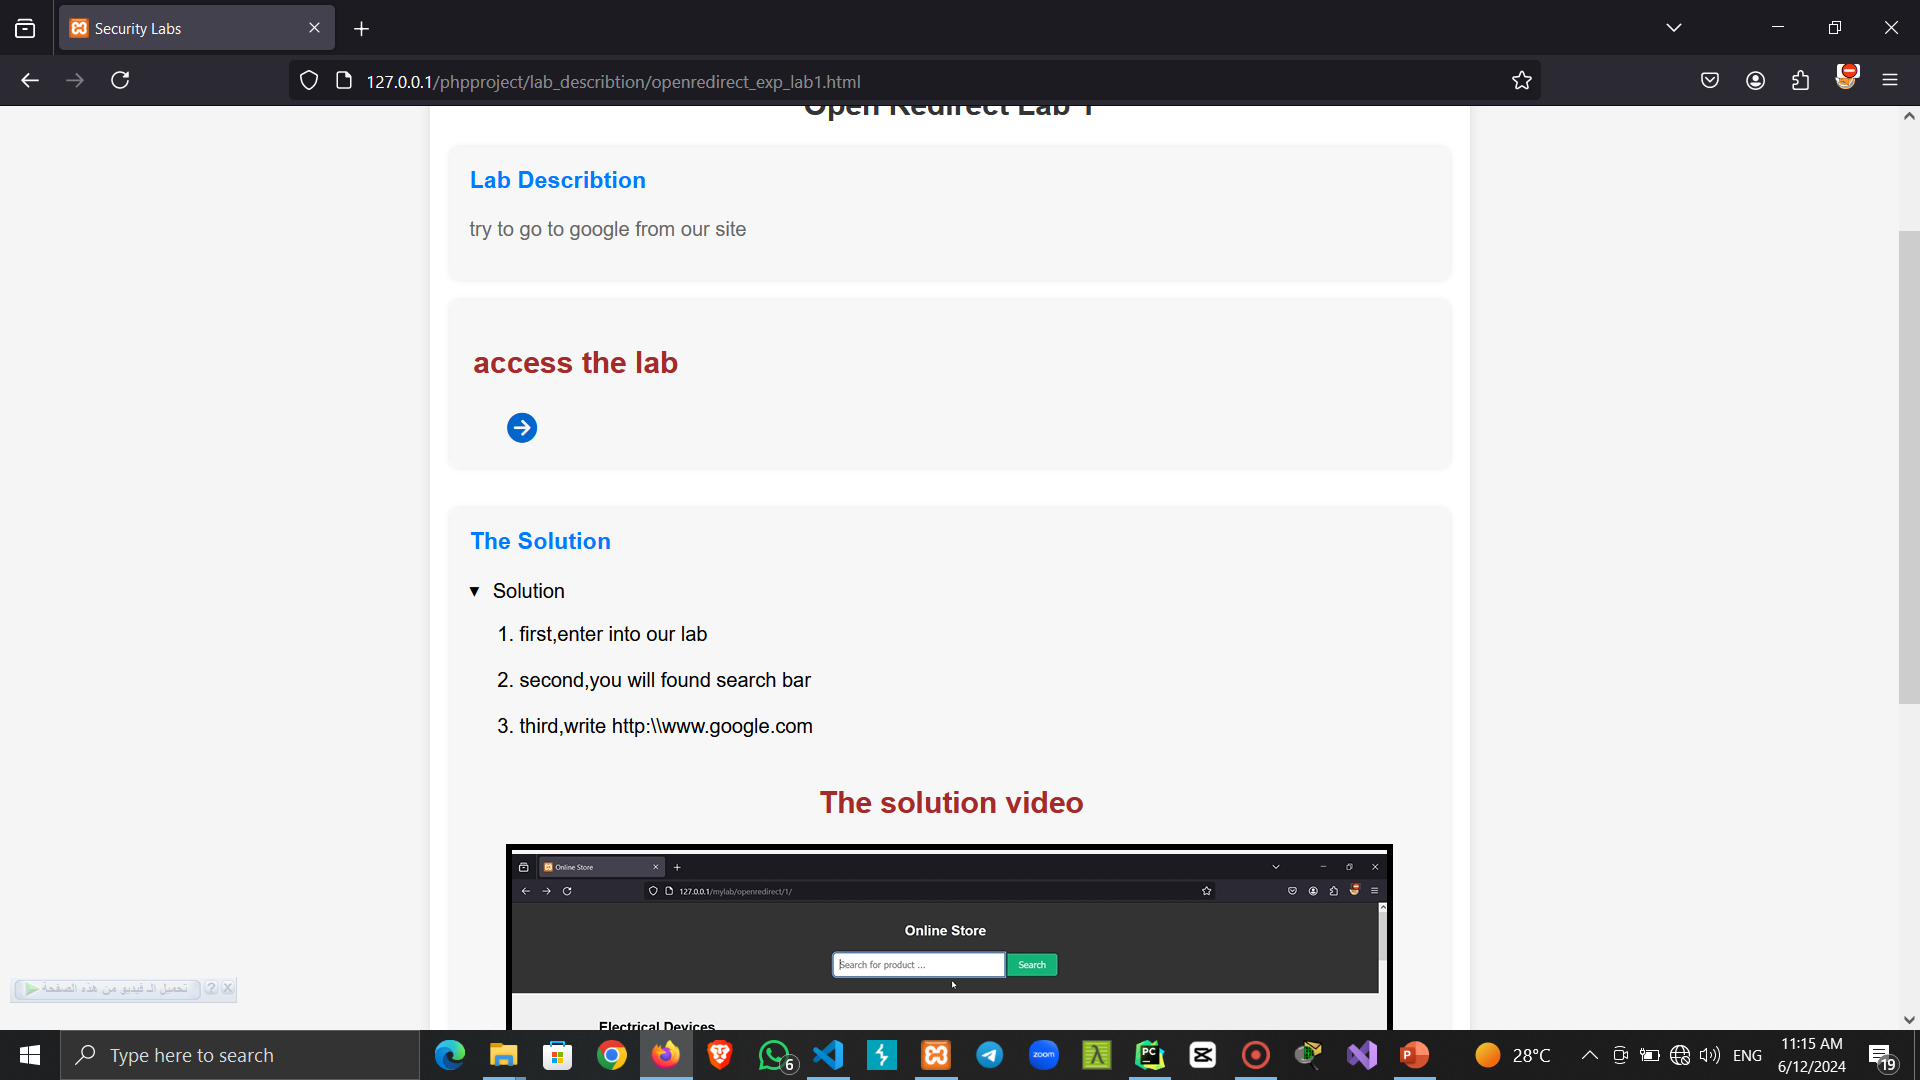 Security Labs
127.0.0.1/phpproject/lab_describtion/openredirect_exp_lab1.html
Open Redirect Lab 1
Lab Describtion
try to go to google from our site
access the lab
The Solution
▼ Solution
1. first,enter into our lab
2. second,you will found search bar
3. third,write http:\\www.google.com
The solution video
Online Store
127.0.0.1/mylab/openredirect/1/
Online Store
Search for product ...
Search
تحميل الـ فيديو من هذه الصفحة
?
Electrical Devices
Type here to search
6
zoom
PC
P
28°C
ENG
11:15 AM
6/12/2024
19